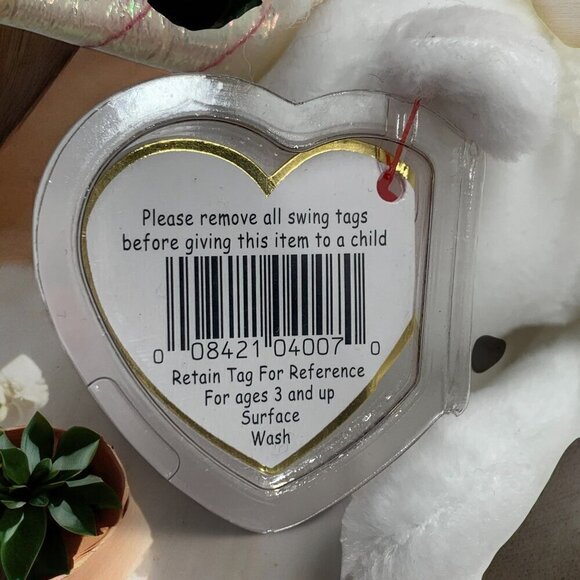 Please remove all swing tags
before giving this item to a child
0 08421 04007 0
Retain Tag For Reference
For ages 3 and up
Surface
Wash